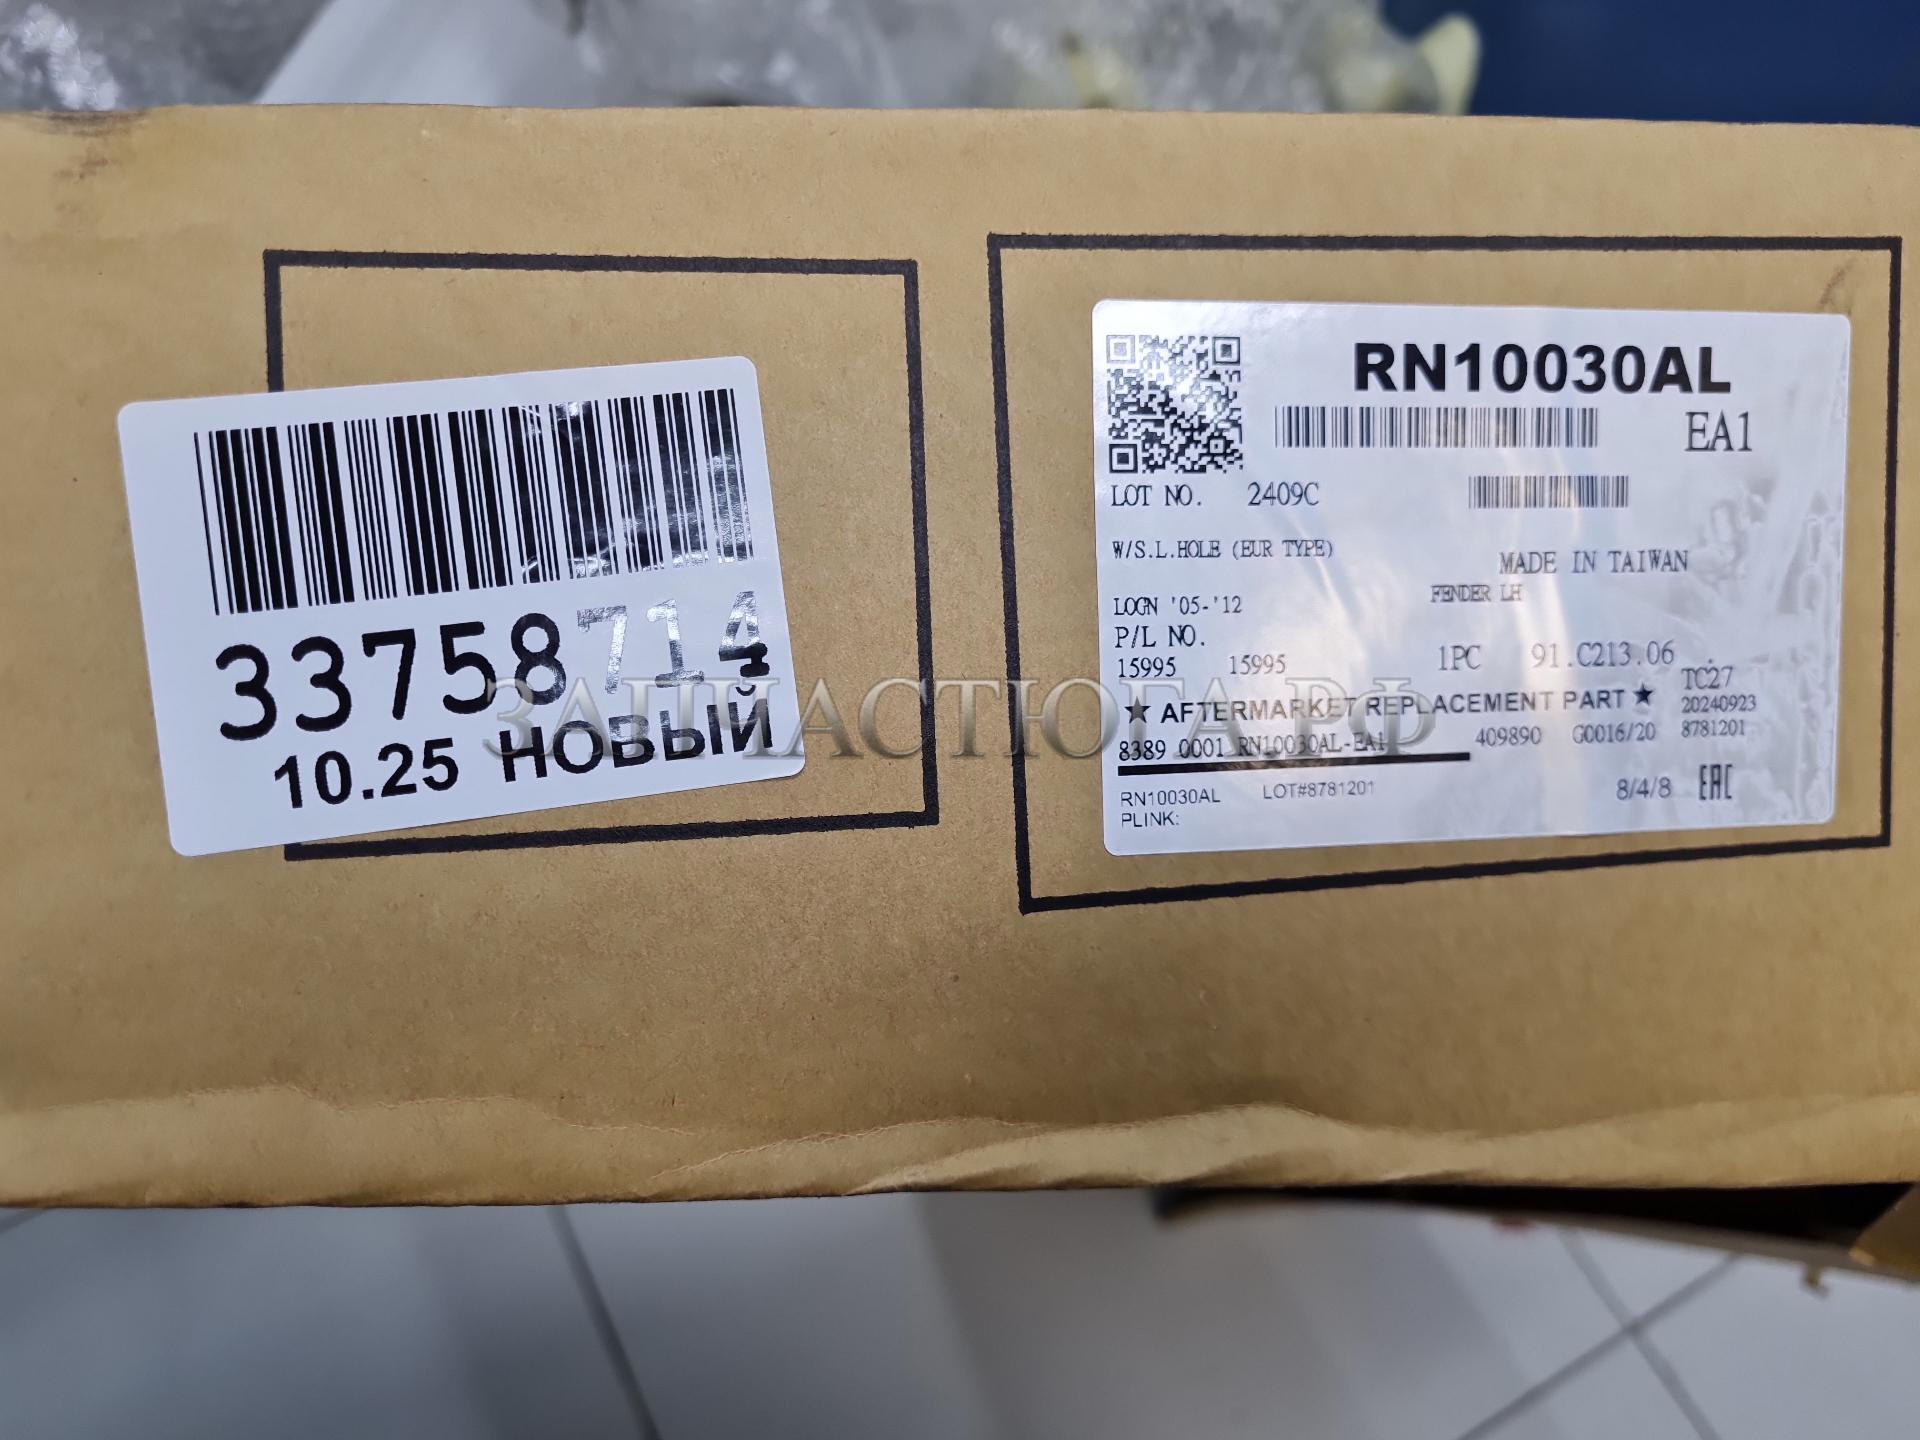 33758714
10.25 НОВЫЙ
RN10030AL
EA1
LOT NO. 2409C
W/S.L.HOLE (EUR TYPE)
MADE IN TAIWAN
LOGN '05-'12
FENDER LH
P/L NO.
15995 15995 1PC 91.C213.06
TC27
★ AFTERMARKET REPLACEMENT PART ★
20240923
8389 0001 RN10030AL-EA1 409890 G0016/20 8781201
RN10030AL LOT#8781201 8/4/8 EAC
PLINK:
ЗАПЧАСТЮГА.РФ